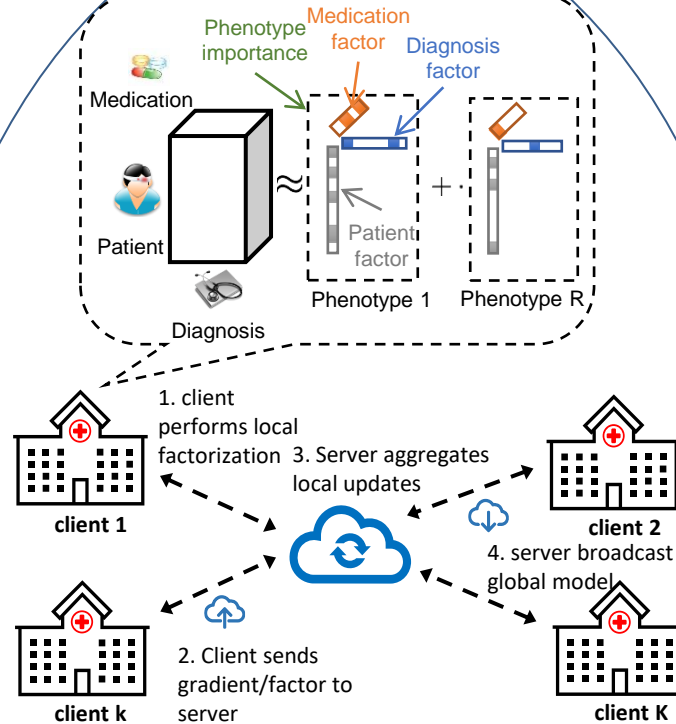 Phenotype
importance
Medication
factor
Diagnosis
factor
Medication
Patient
Diagnosis
≈
+ ·
Patient
factor
Phenotype 1
Phenotype R
1. client
performs local
factorization
3. Server aggregates
local updates
client 1
client 2
4. server broadcast
global model
2. Client sends
gradient/factor to
server
client k
client K